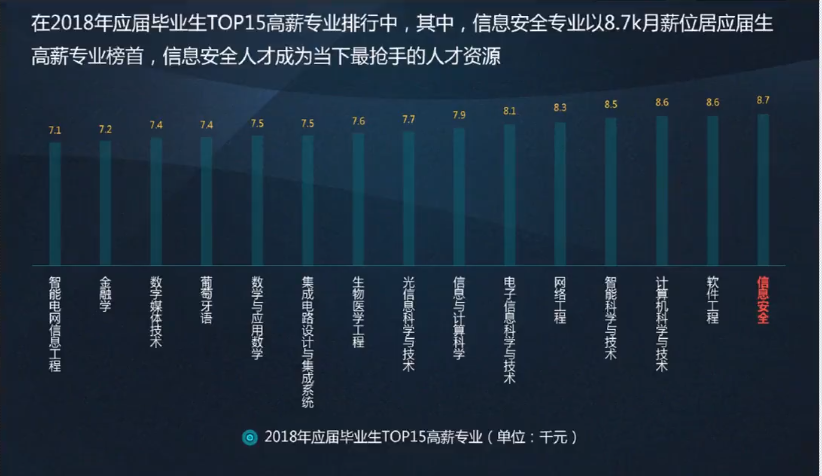 在2018年应届毕业生TOP15高薪专业排行中，其中，信息安全专业以8.7k月薪位居应届生
高薪专业榜首，信息安全人才成为当下最抢手的人才资源
7.1
7.2
7.4
7.4
7.5
7.5
7.6
7.7
7.9
8.1
8.3
8.5
8.6
8.6
8.7
智能电网信息工程
金融学
数字媒体技术
葡萄牙语
数学与应用数学
集成电路设计与集成系统
生物医学工程
光信息科学与技术
信息与计算科学
电子信息科学与技术
网络工程
智能科学与技术
计算机科学与技术
软件工程
信息安全
2018年应届毕业生TOP15高薪专业（单位：千元）